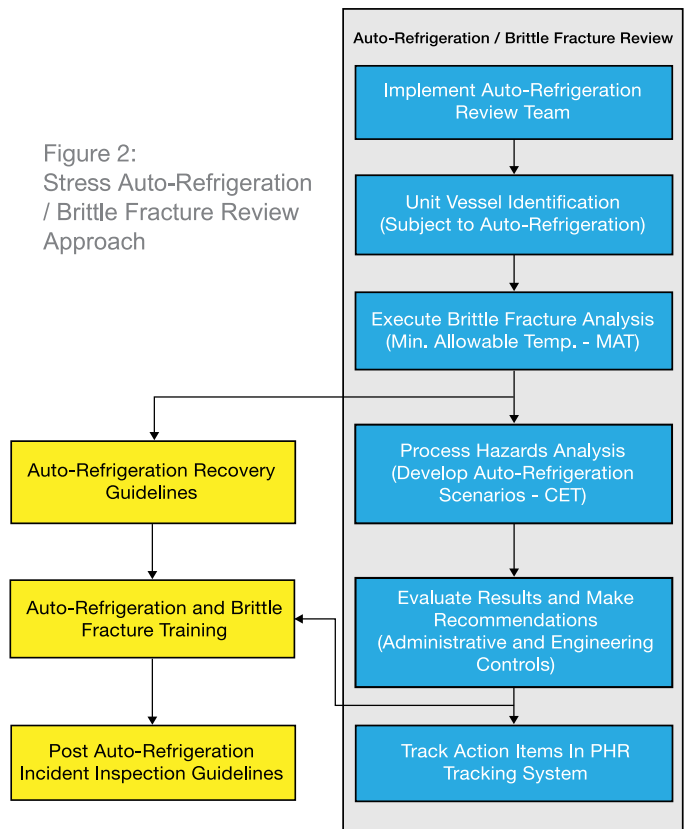 Auto-Refrigeration / Brittle Fracture Review
Implement Auto-Refrigeration
Review Team
Figure 2:
Stress Auto-Refrigeration
/ Brittle Fracture Review
Approach
Unit Vessel Identification
(Subject to Auto-Refrigeration)
Execute Brittle Fracture Analysis
(Min. Allowable Temp. - MAT)
Auto-Refrigeration Recovery
Guidelines
Process Hazards Analysis
(Develop Auto-Refrigeration
Scenarios - CET)
Auto-Refrigeration and Brittle
Fracture Training
Evaluate Results and Make
Recommendations
(Administrative and Engineering
Controls)
Post Auto-Refrigeration
Incident Inspection Guidelines
Track Action Items In PHR
Tracking System